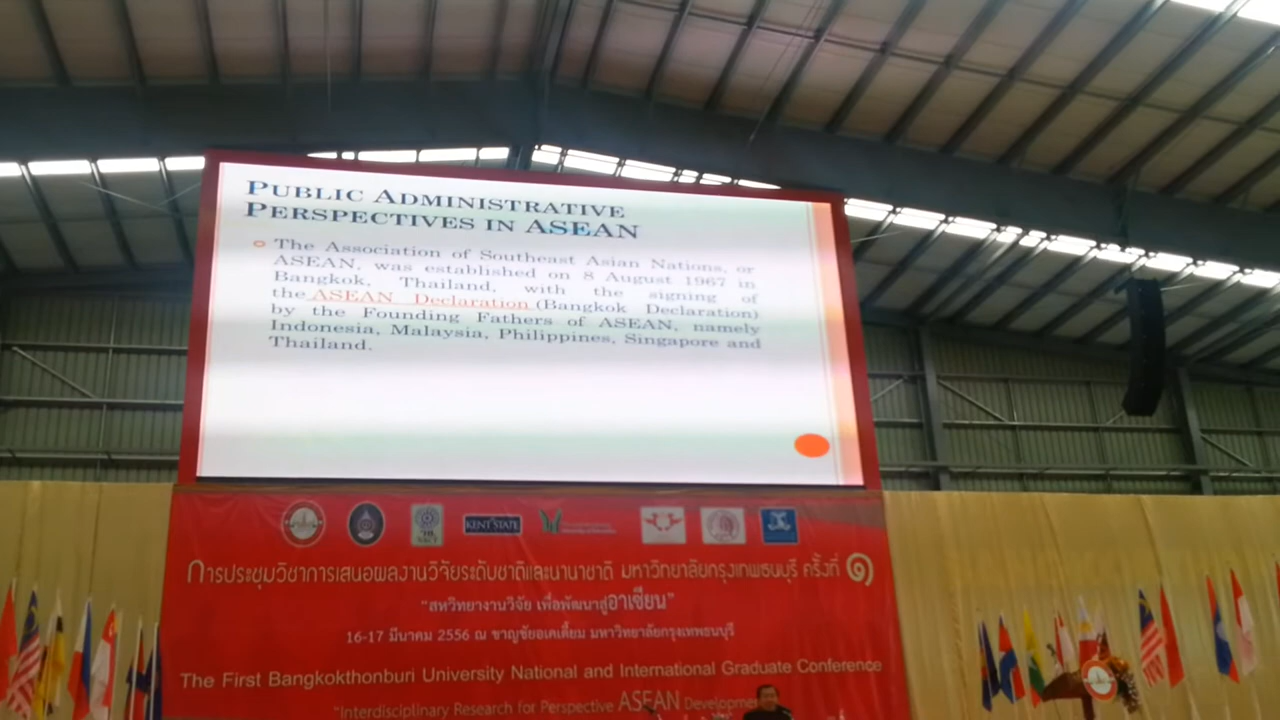 PUBLIC ADMINISTRATIVE
PERSPECTIVES IN ASEAN
The Association of Southeast Asian Nations, or
ASEAN, was established on 8 August 1967 in
Bangkok, Thailand, with the signing of
the ASEAN Declaration (Bangkok Declaration)
by the Founding Fathers of ASEAN, namely
Indonesia, Malaysia, Philippines, Singapore and
Thailand.
KENT STATE
การประชุมวิชาการเสนอผลงานวิจัยระดับชาติและนานาชาติ มหาวิทยาลัยกรุงเทพธนบุรี ครั้งที่ ๑
"สหวิทยางานวิจัย เพื่อพัฒนาสู่อาเซียน"
16-17 มีนาคม 2556 ณ ชาญชัยอเคเดี้ยม มหาวิทยาลัยกรุงเทพธนบุรี
The First Bangkokthonburi University National and International Graduate Conference
"Interdisciplinary Research for Perspective ASEAN